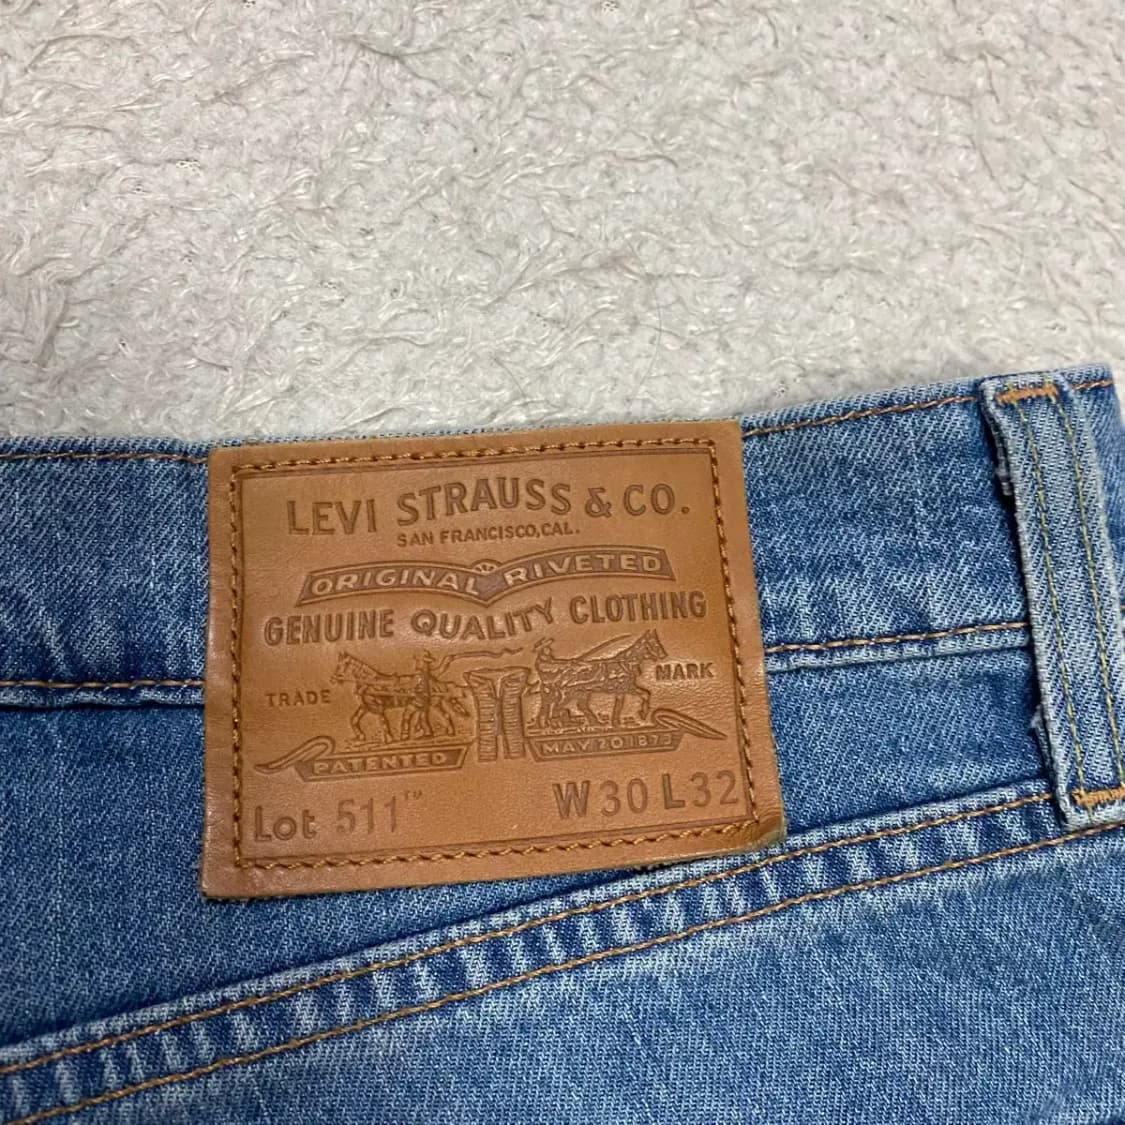 LEVI STRAUSS & CO.
SAN FRANCISCO, CAL.
ORIGINAL RIVETED
GENUINE QUALITY CLOTHING
TRADE MARK
PATENTED MAY 20 1873
Lot 511™ W30 L32